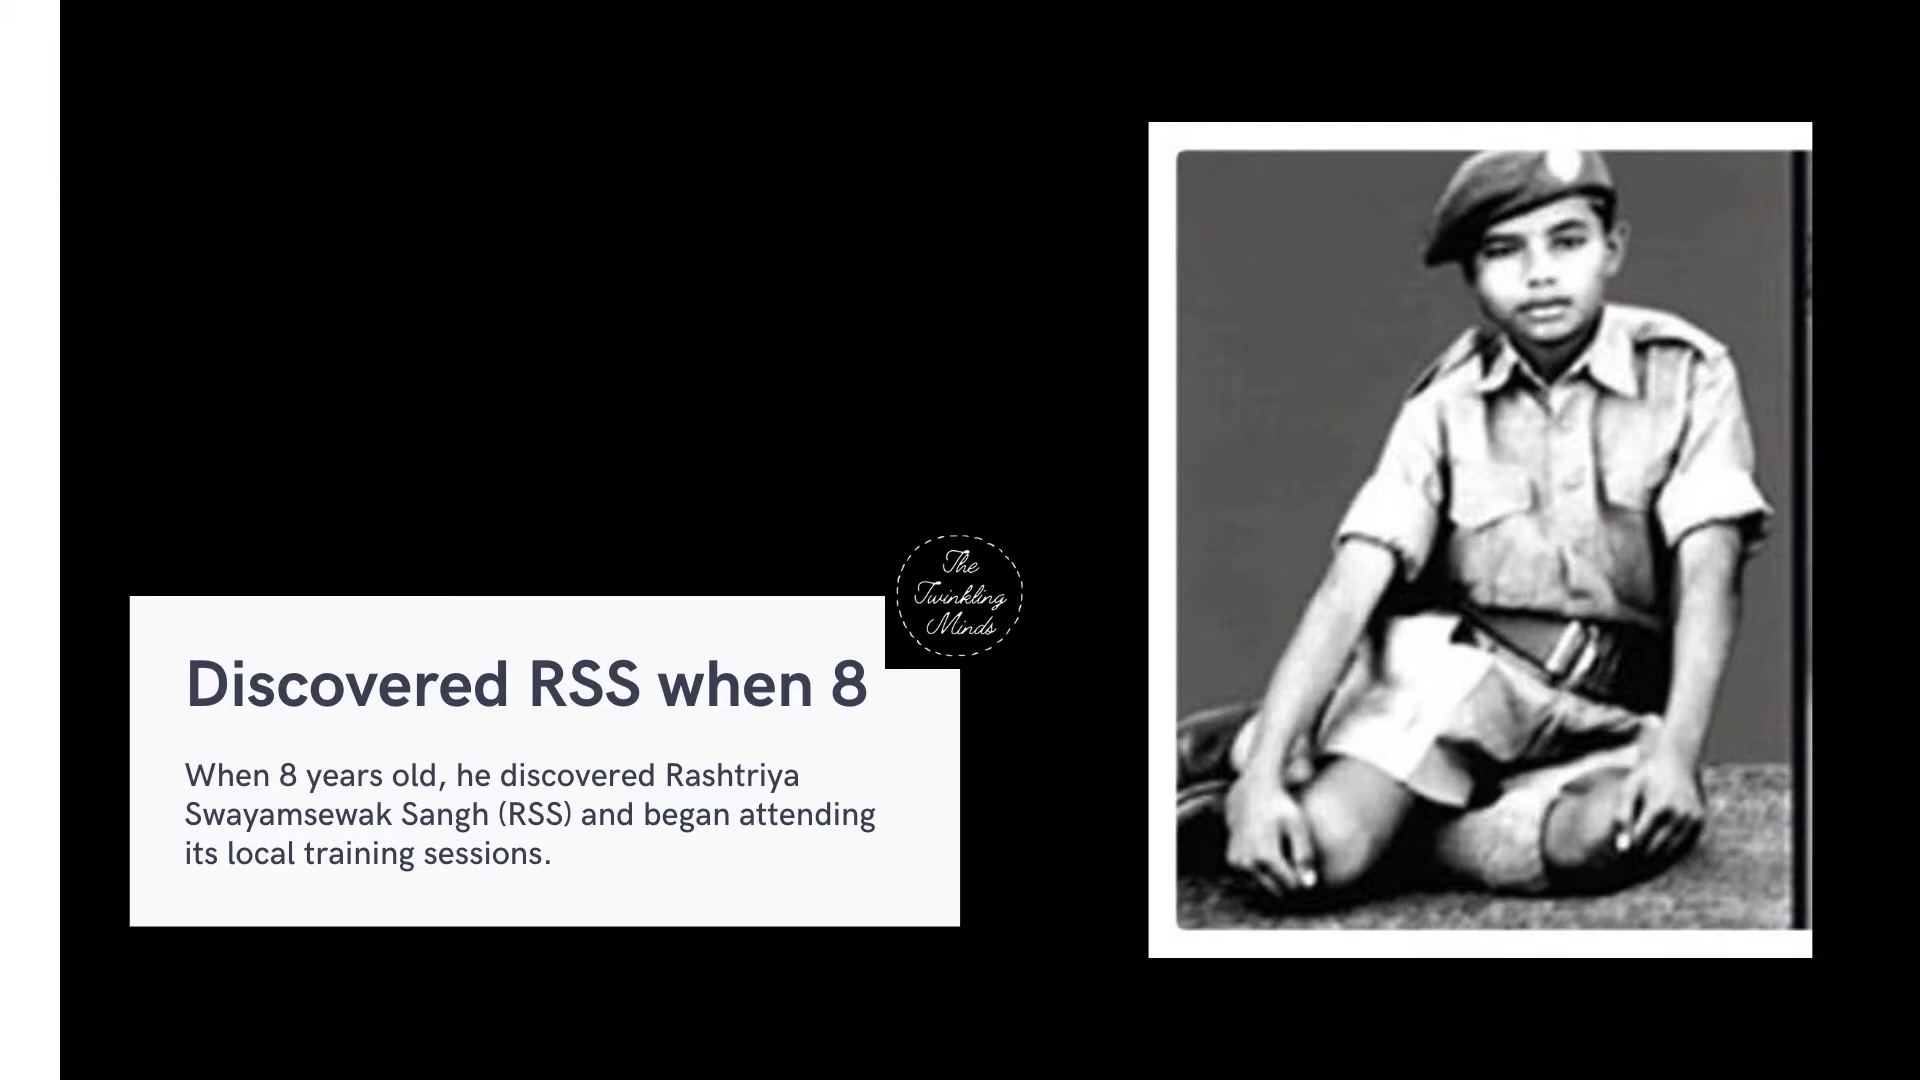 The
Twinkling
Minds
Discovered RSS when 8
When 8 years old, he discovered Rashtriya
Swayamsewak Sangh (RSS) and began attending
its local training sessions.